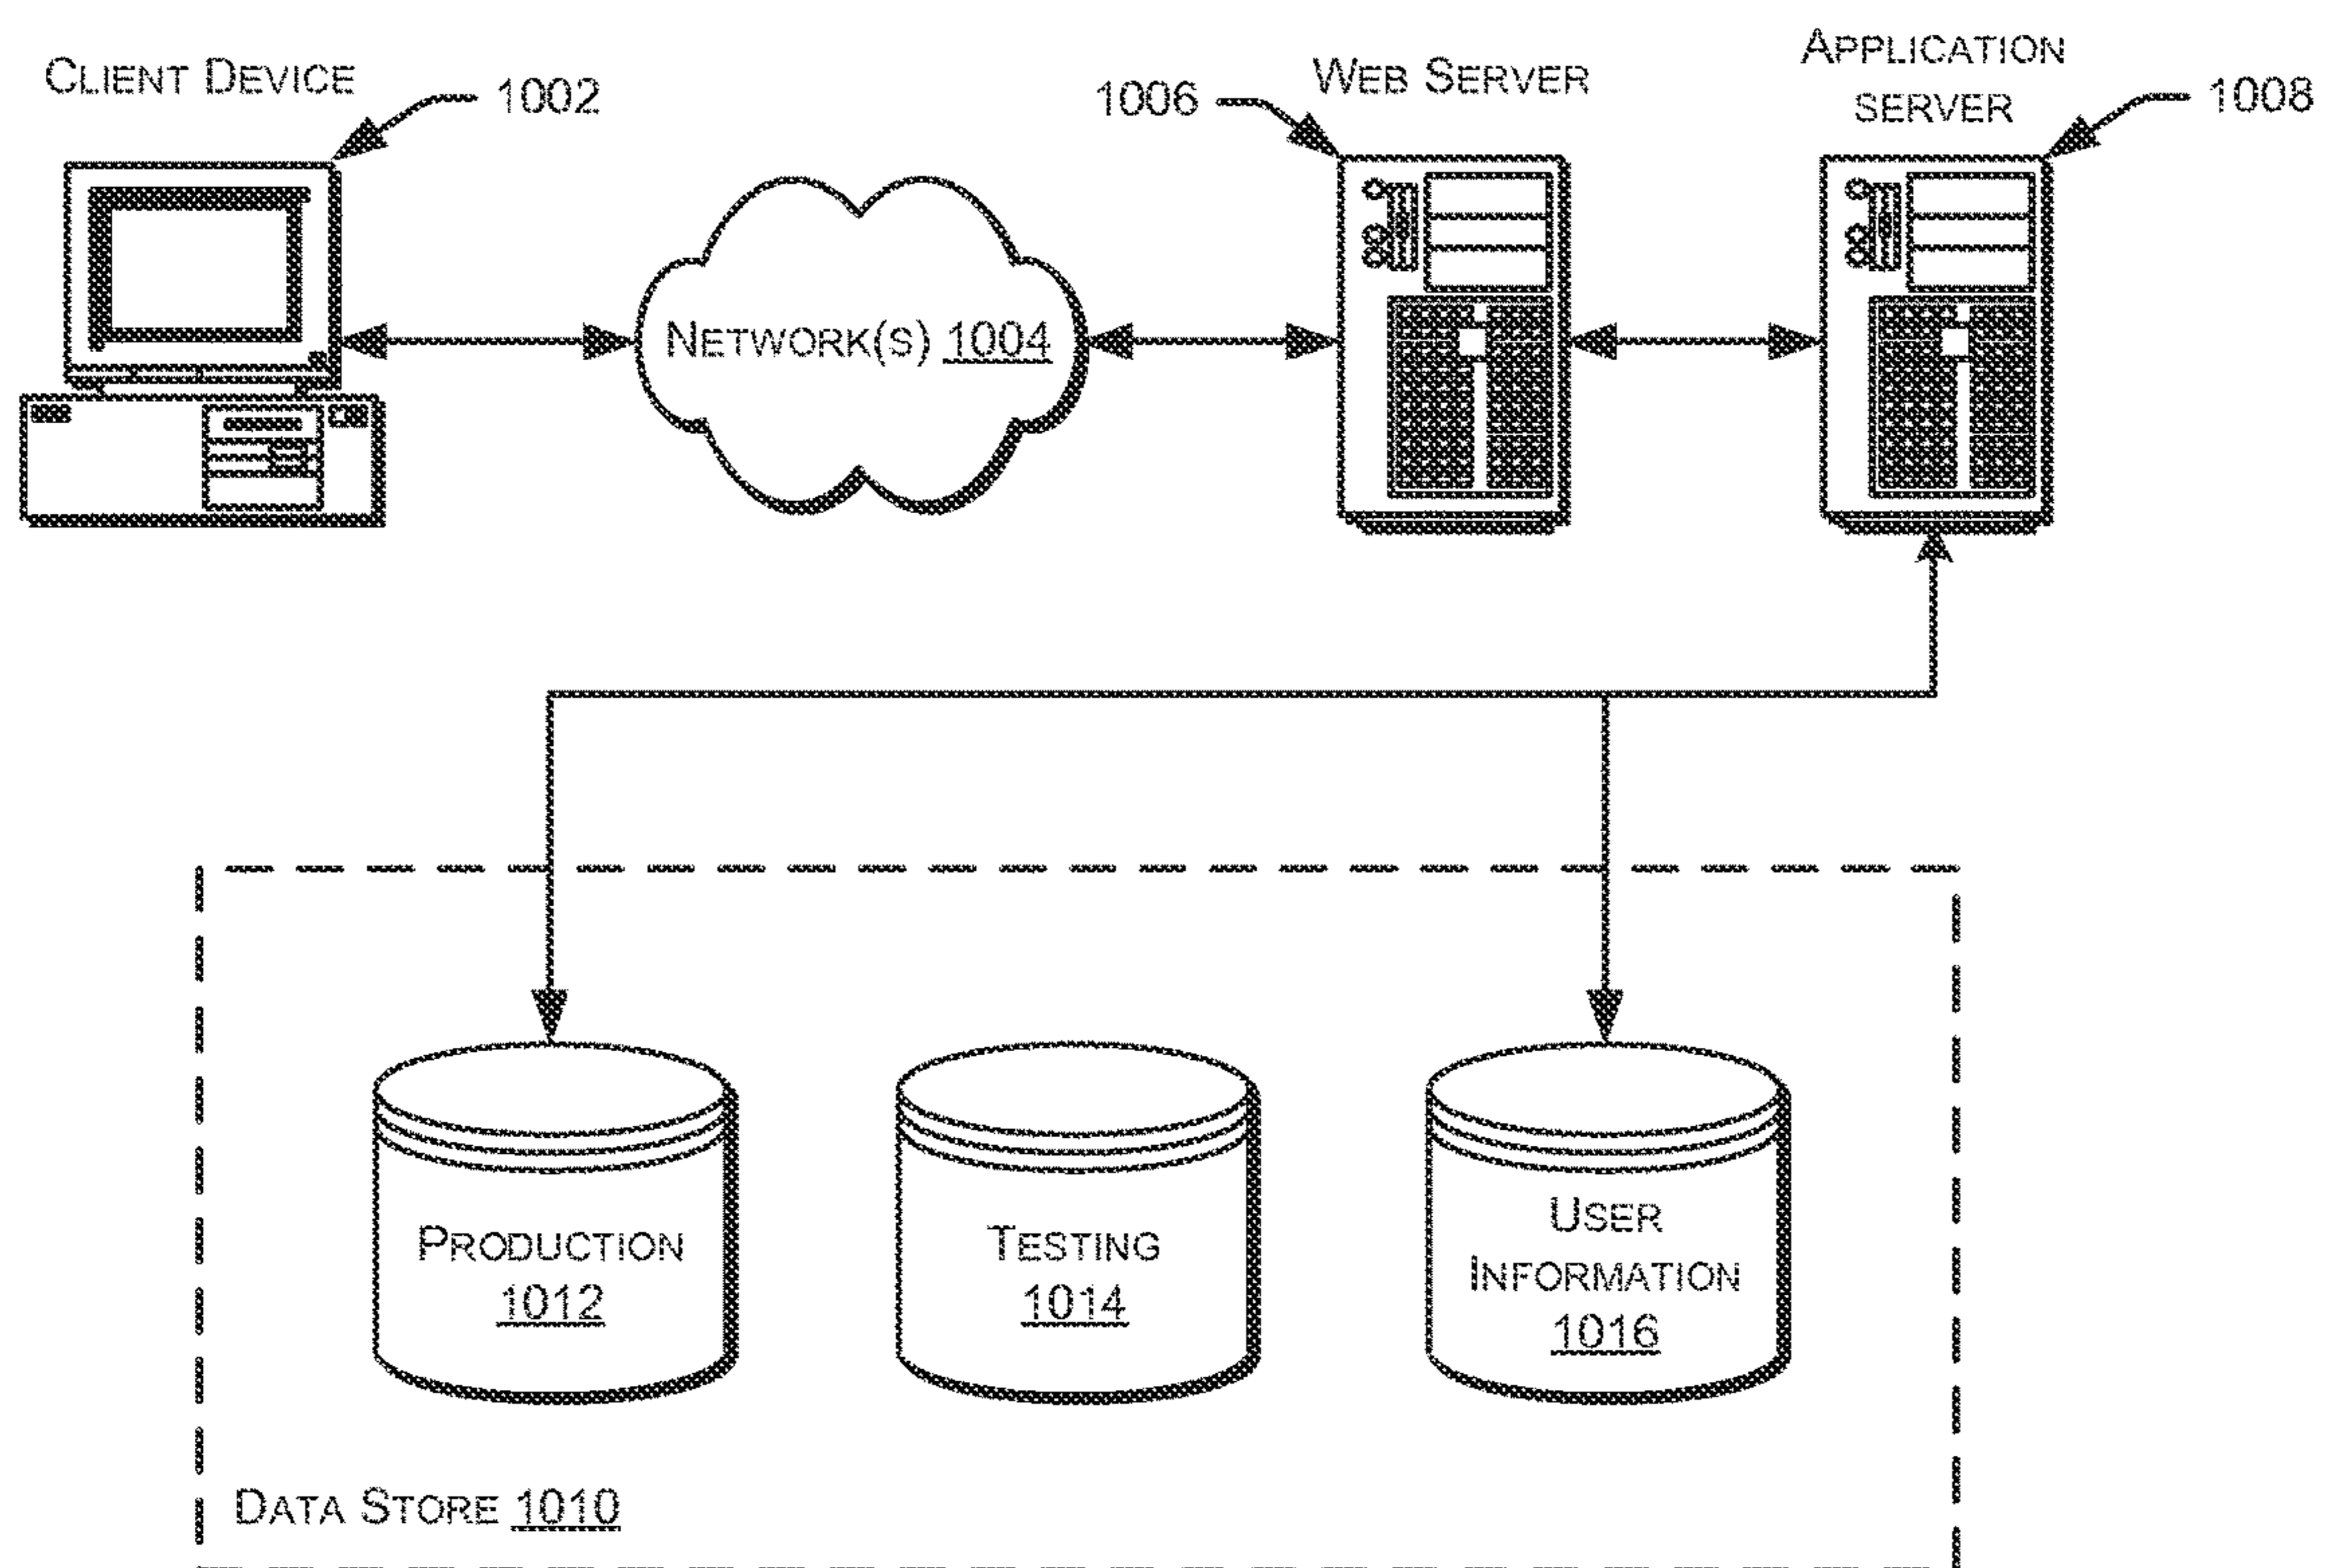 CLIENT DEVICE
1002
1006
WEB SERVER
APPLICATION
SERVER
1008
NETWORK(S) 1004
PRODUCTION
1012
TESTING
1014
USER
INFORMATION
1016
DATA STORE 1010